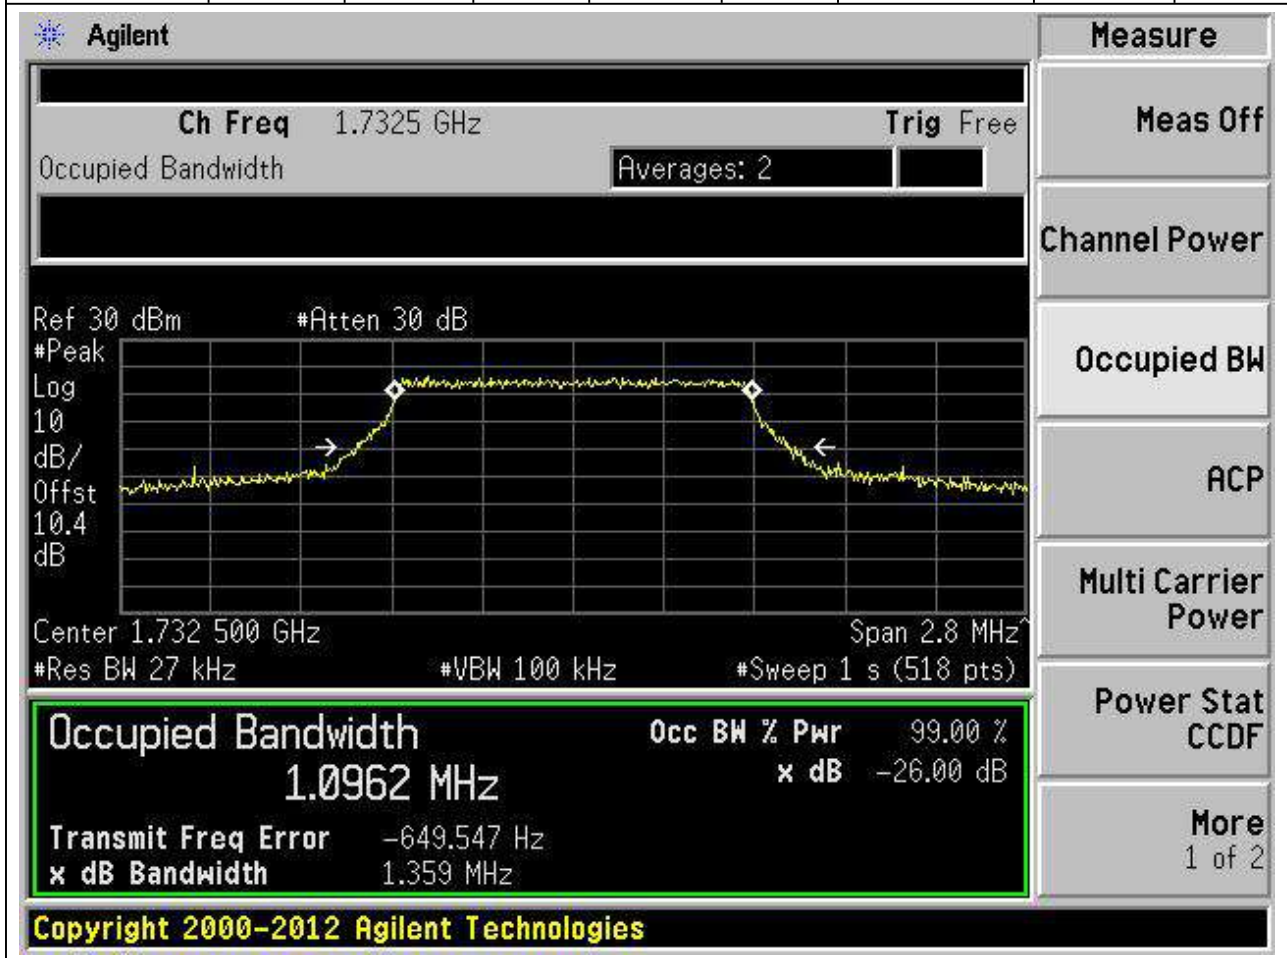 Agilent
Measure
Ch Freq 1.7325 GHz Trig Free
Occupied Bandwidth Averages: 2
Meas Off
Channel Power
Occupied BW
ACP
Multi Carrier
Power
Power Stat
CCDF
More
1 of 2
Ref 30 dBm #Atten 30 dB
#Peak
Log
10
dB/
Offst
10.4
dB
Center 1.732 500 GHz Span 2.8 MHz^
#Res BW 27 kHz #VBW 100 kHz #Sweep 1 s (518 pts)
Occupied Bandwidth Occ BW % Pwr 99.00 %
1.0962 MHz x dB -26.00 dB
Transmit Freq Error -649.547 Hz
x dB Bandwidth 1.359 MHz
Copyright 2000-2012 Agilent Technologies